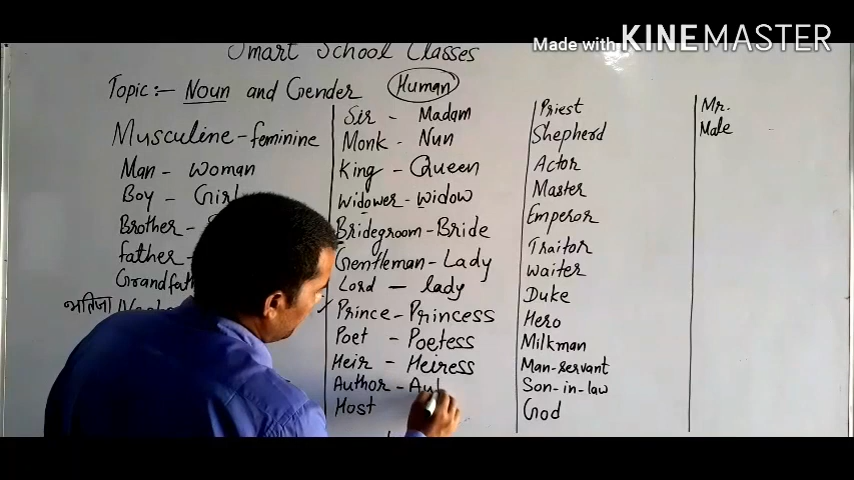 Smart School Classes
Made with KINEMASTER
Topic:- Noun and Gender (Human)
Musculine - feminine
Man - woman
Boy - Girl
Brother -
father -
Grandfat
भतिजा
Sir - Madam
Monk - Nun
King - Queen
widower - widow
Bridegroom - Bride
Gentleman - Lady
Lord - lady
Prince - Princess
Poet - Poetess
Heir - Heiress
Author - Aut
Host
Priest
Shepherd
Actor
Master
Emperor
Traitor
waiter
Duke
Hero
Milkman
Man-servant
Son-in-law
God
Mr.
Male